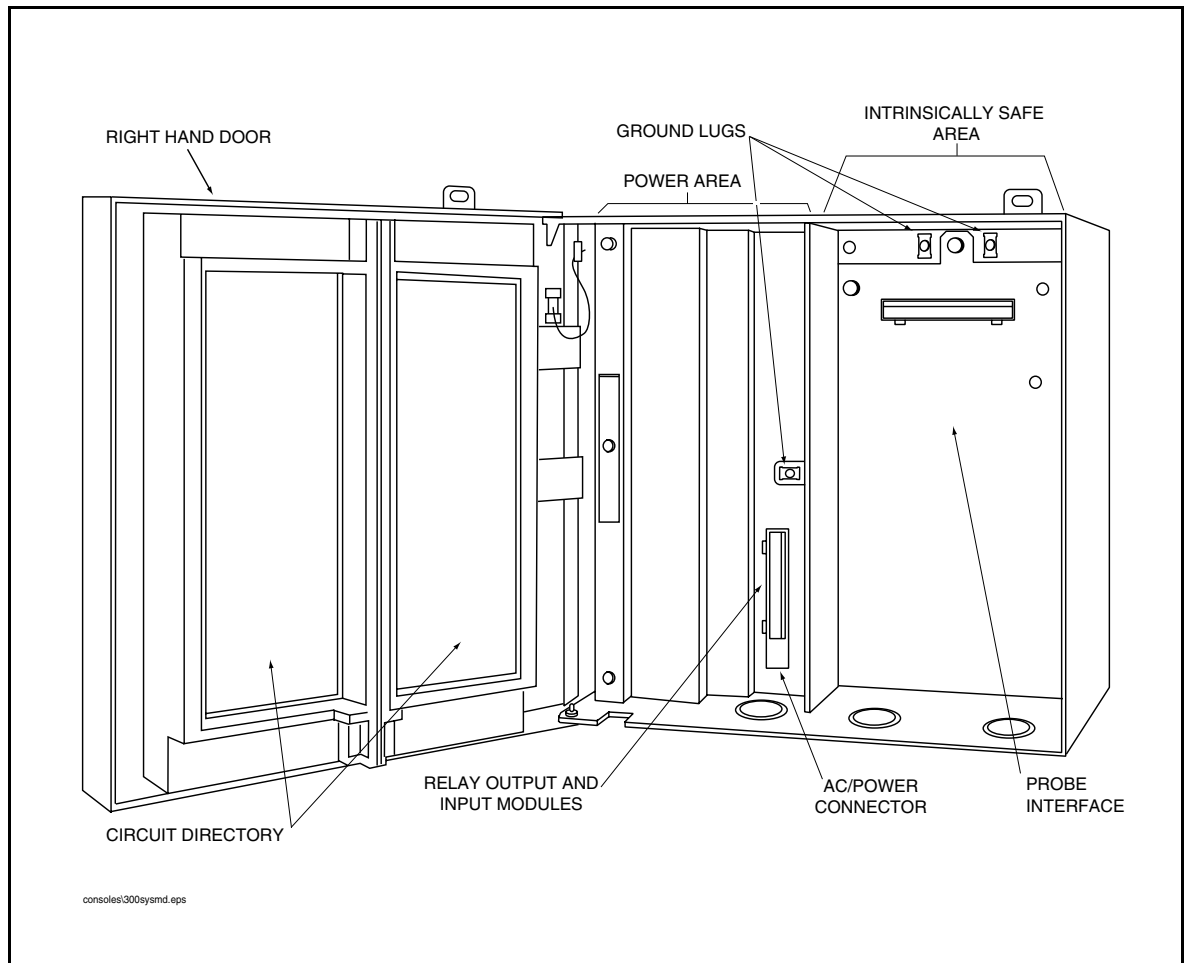 INTRINSICALLY SAFE
AREA
RIGHT HAND DOOR
GROUND LUGS
POWER AREA
RELAY OUTPUT AND
INPUT MODULES
AC/POWER
CONNECTOR
PROBE
INTERFACE
CIRCUIT DIRECTORY
consoles\300sysmd.eps